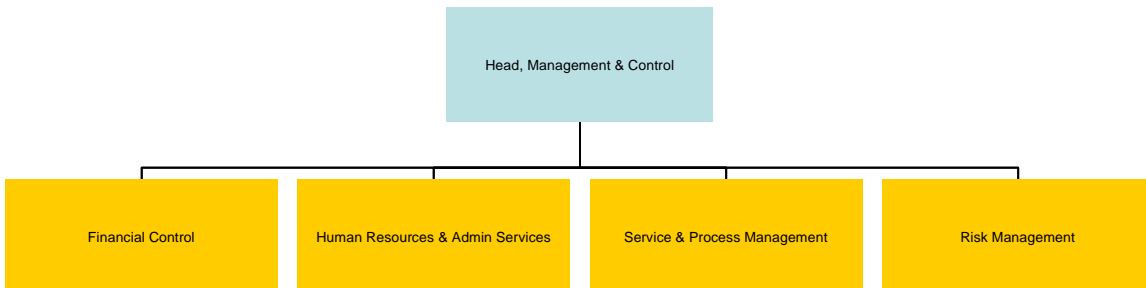 Head, Management & Control
Financial Control
Human Resources & Admin Services
Service & Process Management
Risk Management